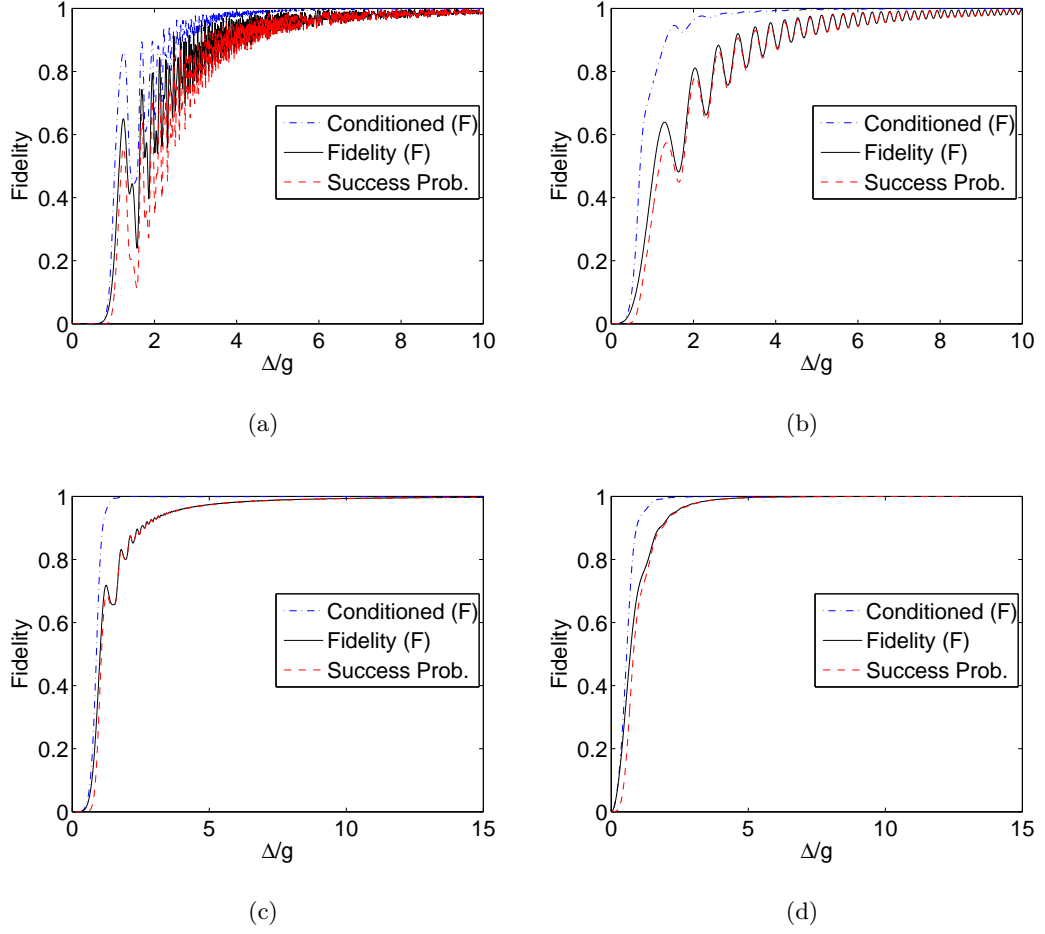 1
0.8
0.6
0.4
0.2
0
Fidelity
0 2 4 6 8 10
Δ/g
Conditioned (F)
Fidelity (F)
Success Prob.
(a)
1
0.8
0.6
0.4
0.2
0
Fidelity
0 2 4 6 8 10
Δ/g
Conditioned (F)
Fidelity (F)
Success Prob.
(b)
1
0.8
0.6
0.4
0.2
0
Fidelity
0 5 10 15
Δ/g
Conditioned (F)
Fidelity (F)
Success Prob.
(c)
1
0.8
0.6
0.4
0.2
0
Fidelity
0 5 10 15
Δ/g
Conditioned (F)
Fidelity (F)
Success Prob.
(d)